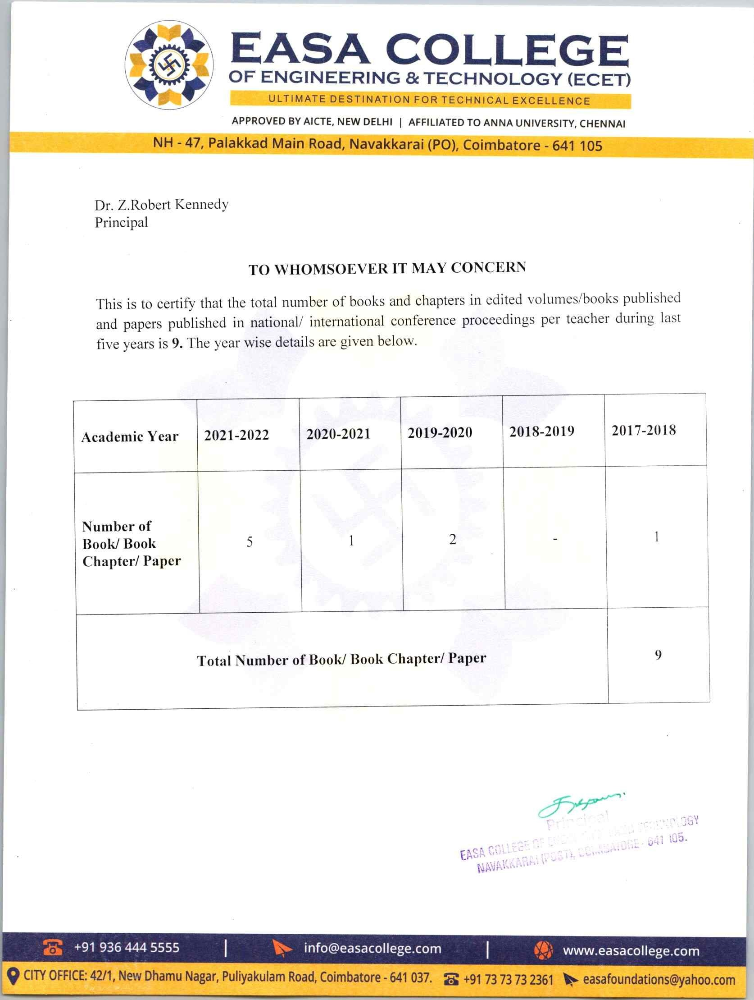 EASA COLLEGE
OF ENGINEERING & TECHNOLOGY (ECET)
ULTIMATE DESTINATION FOR TECHNICAL EXCELLENCE
APPROVED BY AICTE, NEW DELHI | AFFILIATED TO ANNA UNIVERSITY, CHENNAI
NH - 47, Palakkad Main Road, Navakkarai (PO), Coimbatore - 641 105
Dr. Z.Robert Kennedy
Principal
TO WHOMSOEVER IT MAY CONCERN
This is to certify that the total number of books and chapters in edited volumes/books published
and papers published in national/ international conference proceedings per teacher during last
five years is 9. The year wise details are given below.
Academic Year 2021-2022 2020-2021 2019-2020 2018-2019 2017-2018
Number of
Book/ Book
Chapter/ Paper 5 1 2 - 1
Total Number of Book/ Book Chapter/ Paper 9
Principal
EASA COLLEGE OF TECHNOLOGY
NAVAKKARAI (POST), COIMBATORE - 641 105.
+91 936 444 5555 | info@easacollege.com | www.easacollege.com
CITY OFFICE: 42/1, New Dhamu Nagar, Puliyakulam Road, Coimbatore - 641 037. +91 73 73 73 2361 easafoundations@yahoo.com